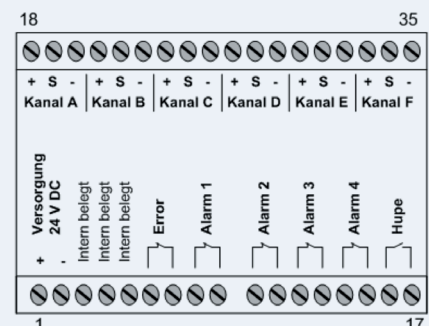 18 35
+ S - + S - + S - + S - + S - + S -
Kanal A Kanal B Kanal C Kanal D Kanal E Kanal F
+ Versorgung
- 24 V DC
Intern belegt
Intern belegt
Intern belegt
Error
Alarm 1
Alarm 2
Alarm 3
Alarm 4
Hupe
1 17